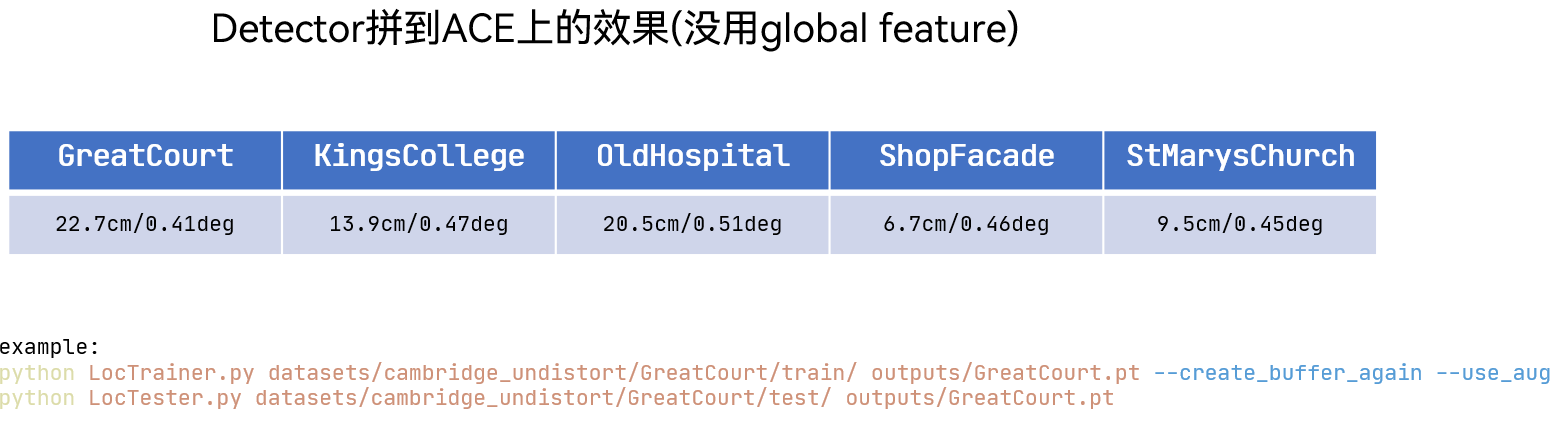 Detector拼到ACE上的效果(没用global feature)
GreatCourt KingsCollege OldHospital ShopFacade StMarysChurch
22.7cm/0.41deg 13.9cm/0.47deg 20.5cm/0.51deg 6.7cm/0.46deg 9.5cm/0.45deg
example:
python LocTrainer.py datasets/cambridge_undistort/GreatCourt/train/ outputs/GreatCourt.pt --create_buffer_again --use_aug
python LocTester.py datasets/cambridge_undistort/GreatCourt/test/ outputs/GreatCourt.pt